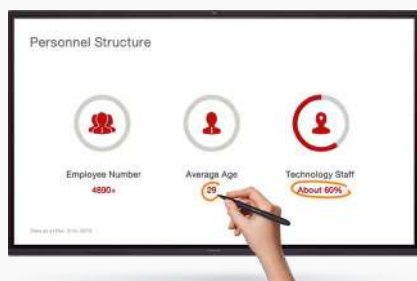 Personnel Structure
Employee Number
4890+
Average Age
29
Technology Staff
About 60%